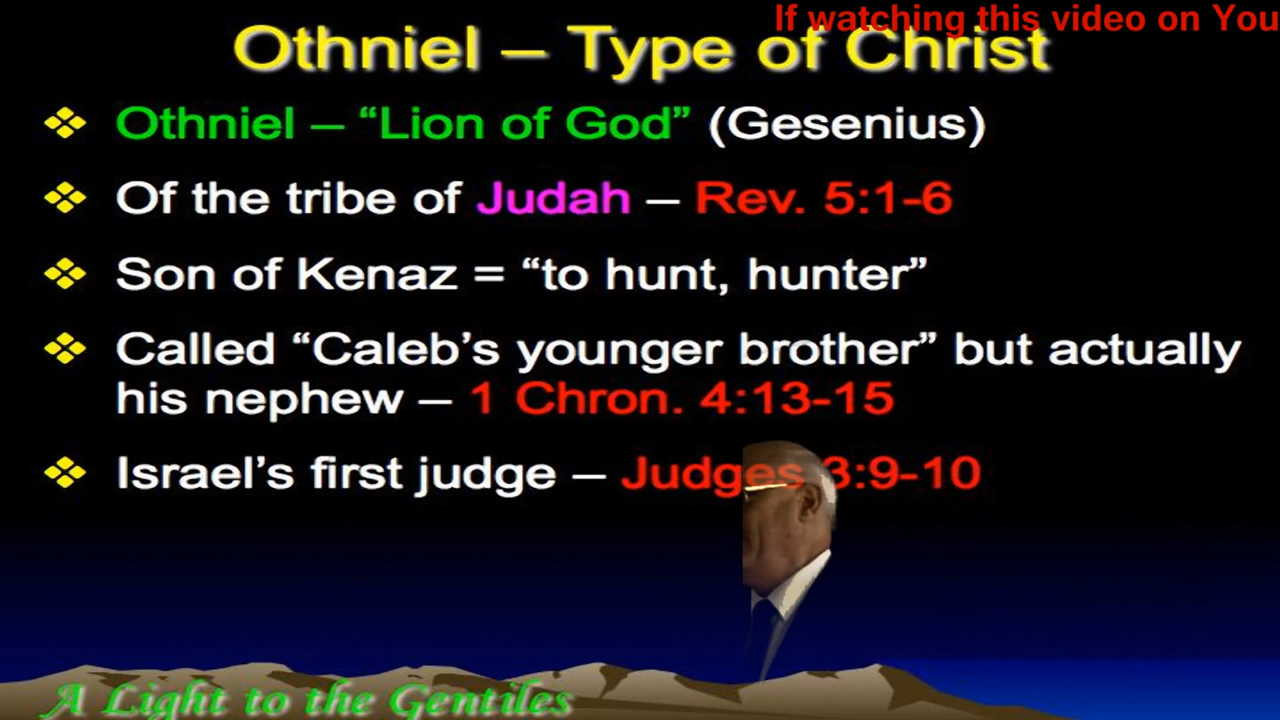 If watching this video on You
Othniel – Type of Christ
Othniel – “Lion of God” (Gesenius)
Of the tribe of Judah – Rev. 5:1-6
Son of Kenaz = “to hunt, hunter”
Called “Caleb’s younger brother” but actually
his nephew – 1 Chron. 4:13-15
Israel’s first judge – Judges 3:9-10
A Light to the Gentiles